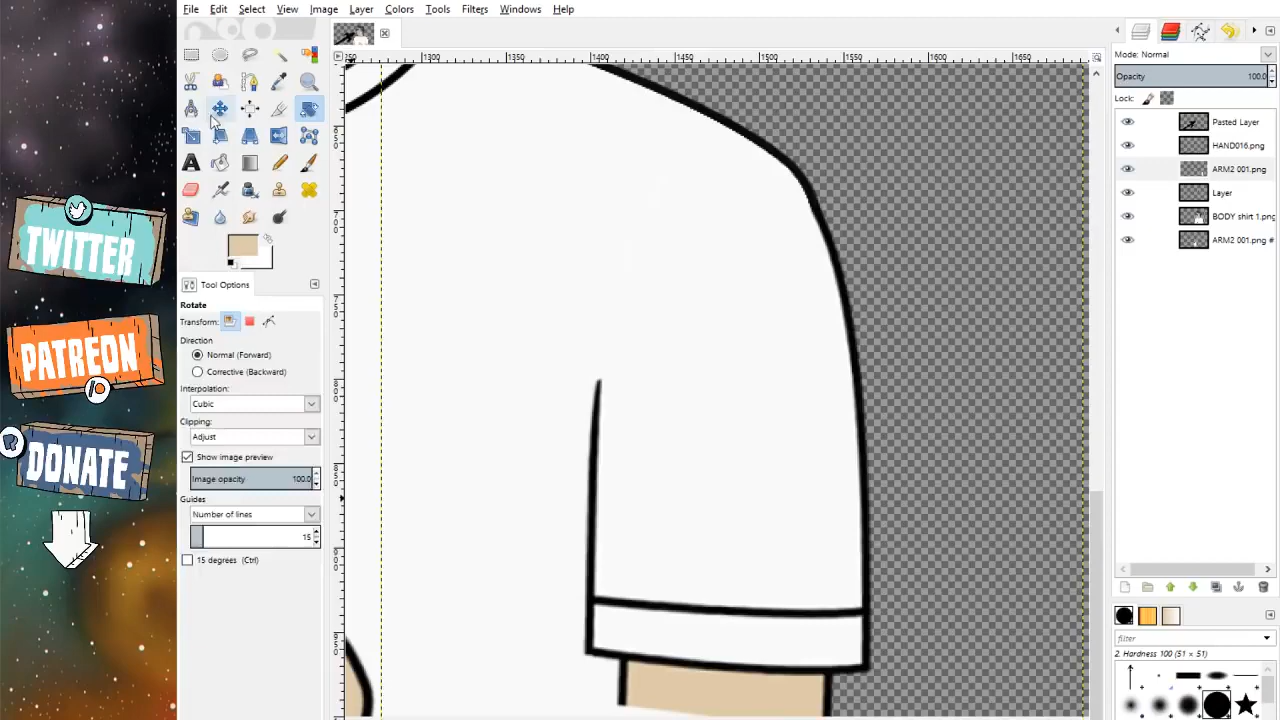 File Edit Select View Image Layer Colors Tools Filters Windows Help
1300 1400 1450 1500 1550 1600 1650
Mode: Normal
Opacity 100.0
Lock:
Pasted Layer
HAND016.png
ARM2 001.png
Layer
BODY shirt 1.png
ARM2 001.png #
TWITTER
PATREON
DONATE
Tool Options
Rotate
Transform:
Direction
Normal (Forward)
Corrective (Backward)
Interpolation:
Cubic
Clipping:
Adjust
Show image preview
Image opacity 100.0
Guides
Number of lines
15
15 degrees (Ctrl)
filter
2. Hardness 100 (51 × 51)